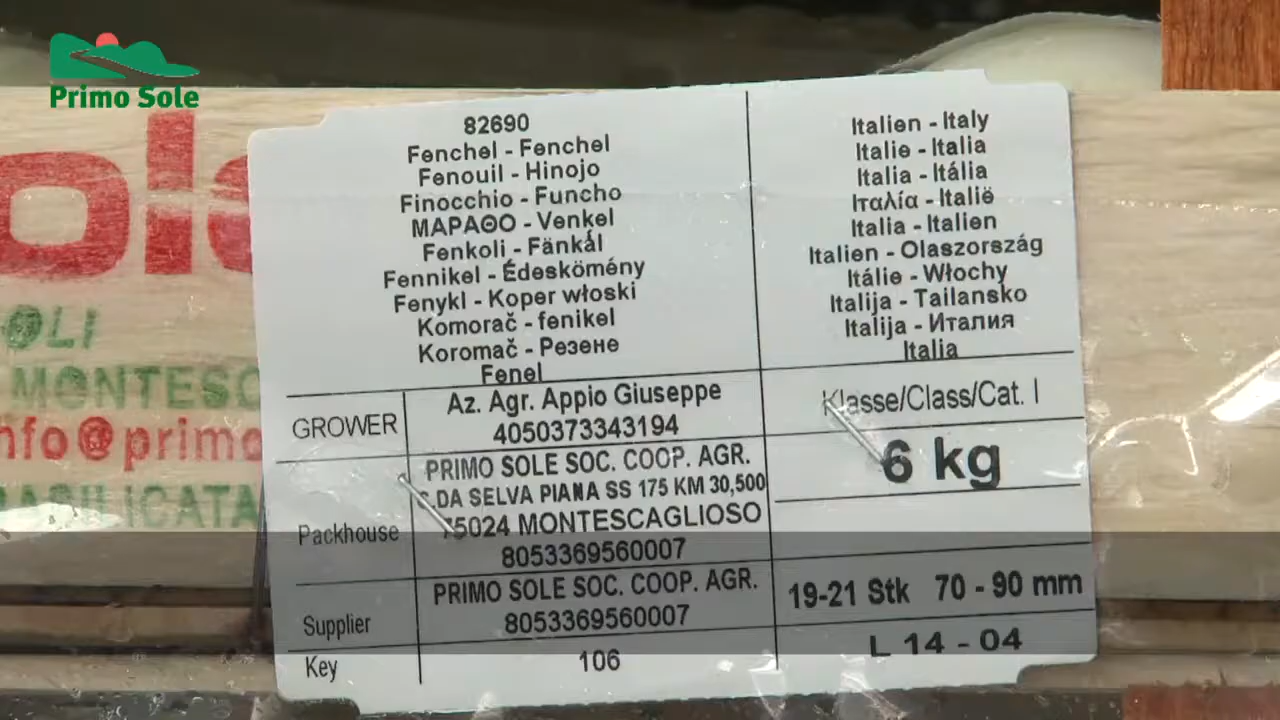 Primo Sole
ole
OLI
MONTESC
nfo@primo
BASILICATA
82690
Fenchel - Fenchel
Fenouil - Hinojo
Finocchio - Funcho
ΜΑΡΑΘΟ - Venkel
Fenkoli - Fänkål
Fennikel - Édeskömény
Fenykl - Koper włoski
Komorač - fenikel
Koromač - Резене
Fenel
Italien - Italy
Italie - Italia
Italia - Itália
Ιταλία - Italië
Italia - Italien
Italien - Olaszország
Itálie - Włochy
Italija - Tailansko
Italija - Италия
Italia
GROWER
Az. Agr. Appio Giuseppe
4050373343194
Klasse/Class/Cat. I
6 kg
Packhouse
PRIMO SOLE SOC. COOP. AGR.
C.DA SELVA PIANA SS 175 KM 30,500
75024 MONTESCAGLIOSO
8053369560007
Supplier
PRIMO SOLE SOC. COOP. AGR.
8053369560007
19-21 Stk 70 - 90 mm
Key
106
L 14 - 04